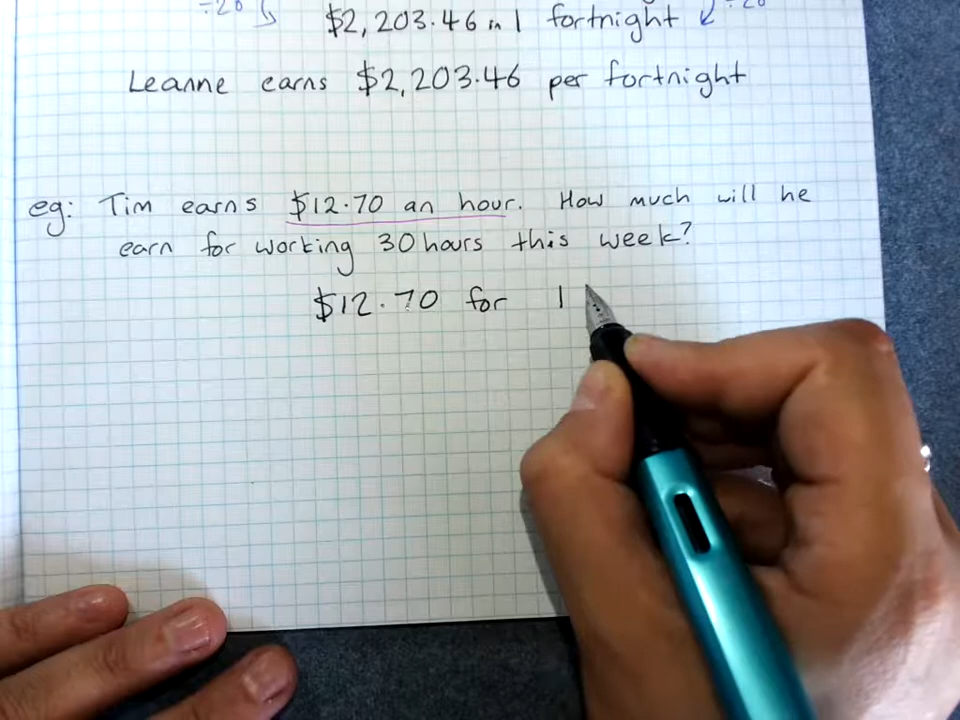 ÷26
$2,203.46 in 1 fortnight
Leanne earns $2,203.46 per fortnight
eg: Tim earns $12.70 an hour. How much will he
earn for working 30 hours this week?
$12.70 for 1